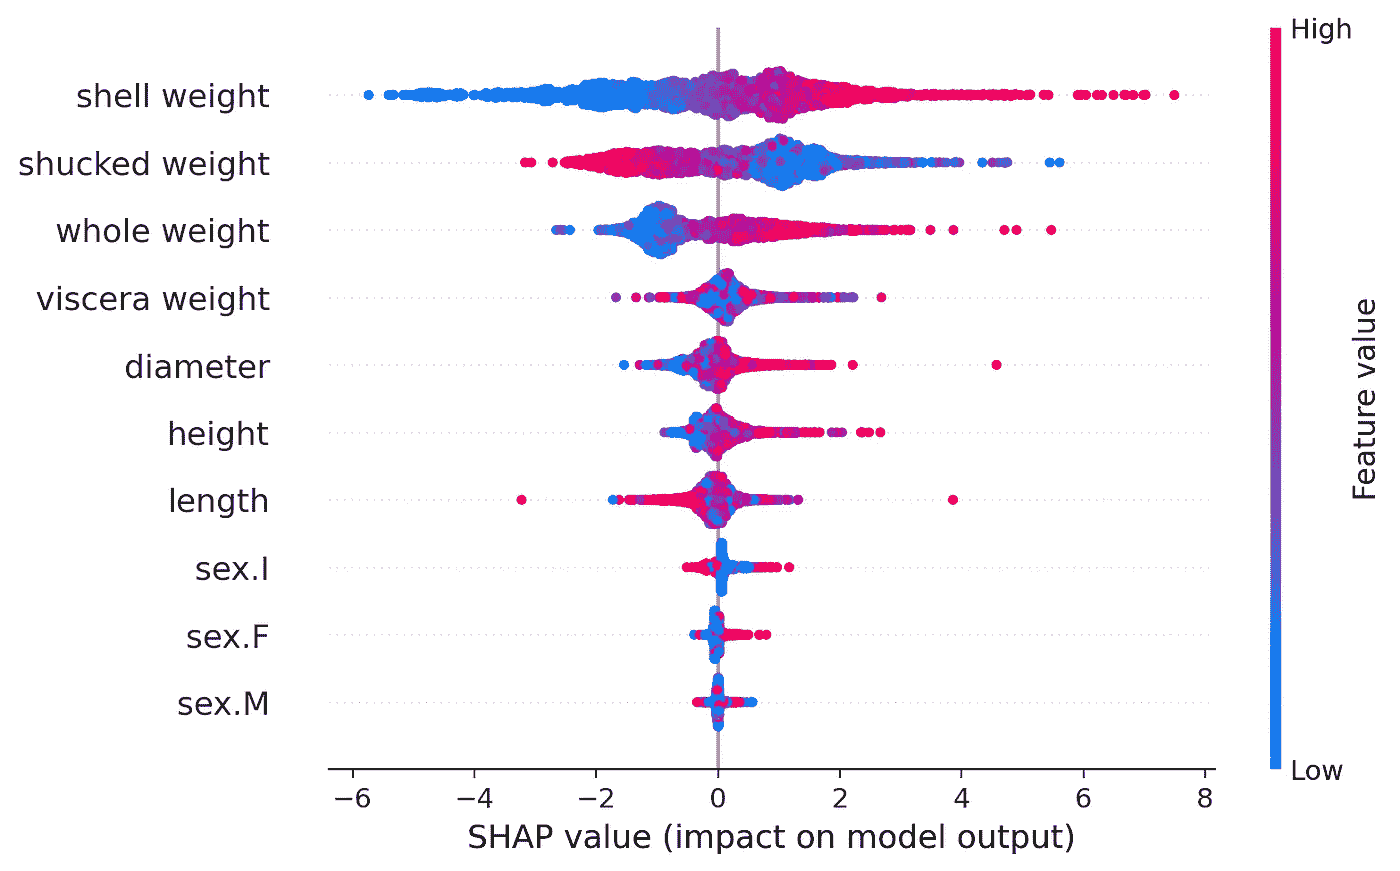 High
shell weight
shucked weight
whole weight
viscera weight
diameter
height
length
sex.I
sex.F
sex.M
Feature value
Low
−6 −4 −2 0 2 4 6 8
SHAP value (impact on model output)